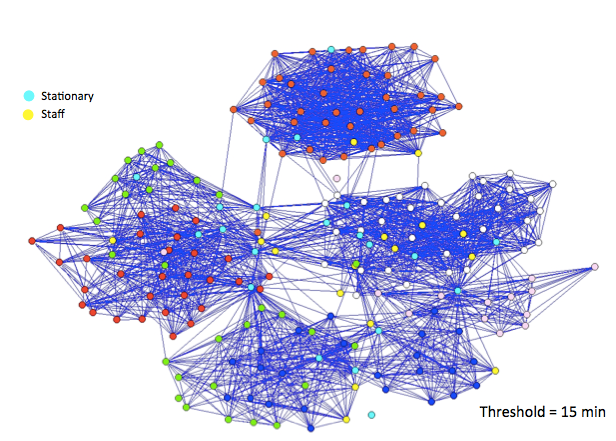 Stationary
Staff
Threshold = 15 min